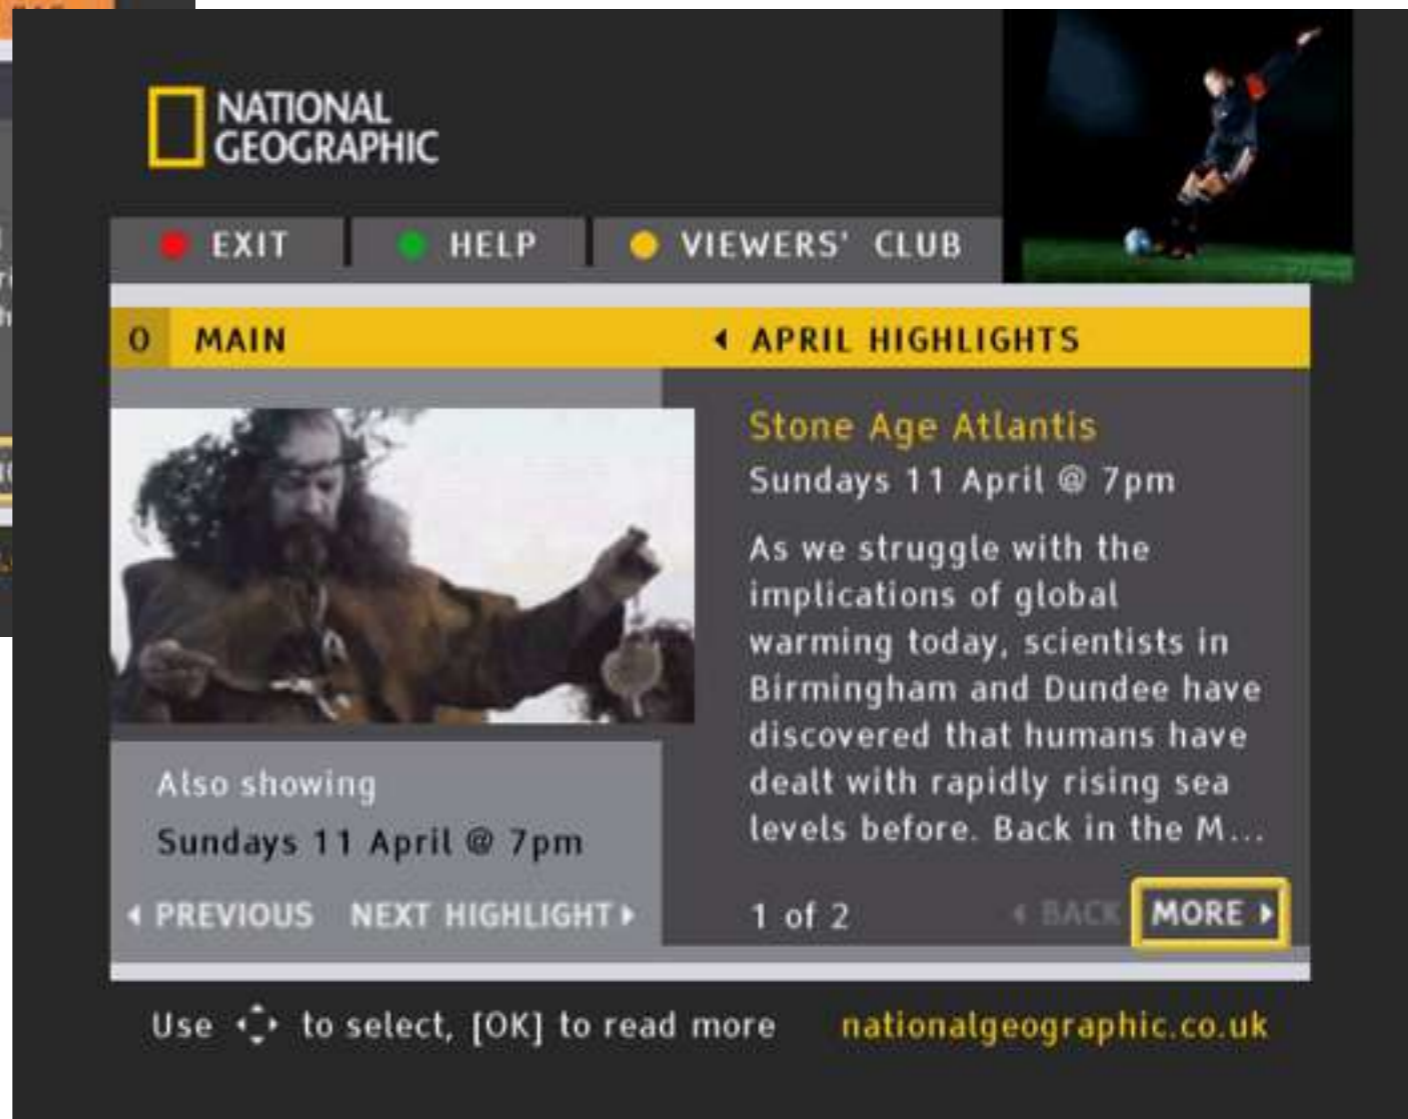 NATIONAL
GEOGRAPHIC
EXIT
HELP
VIEWERS' CLUB
0 MAIN
APRIL HIGHLIGHTS
Stone Age Atlantis
Sundays 11 April @ 7pm
As we struggle with the
implications of global
warming today, scientists in
Birmingham and Dundee have
discovered that humans have
dealt with rapidly rising sea
levels before. Back in the M...
Also showing
Sundays 11 April @ 7pm
PREVIOUS NEXT HIGHLIGHT
1 of 2
BACK MORE
Use to select, [OK] to read more
nationalgeographic.co.uk